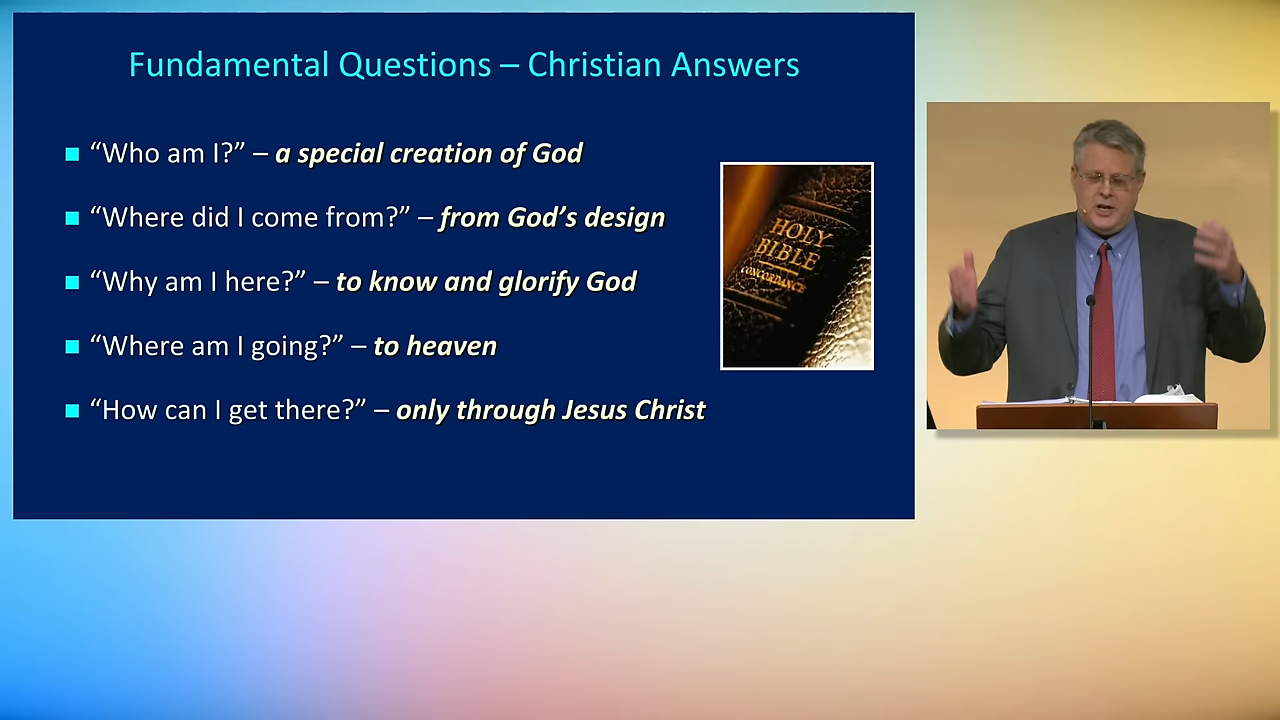 Fundamental Questions – Christian Answers
“Who am I?” – a special creation of God
“Where did I come from?” – from God’s design
“Why am I here?” – to know and glorify God
“Where am I going?” – to heaven
“How can I get there?” – only through Jesus Christ
HOLY
BIBLE
CONCORDANCE